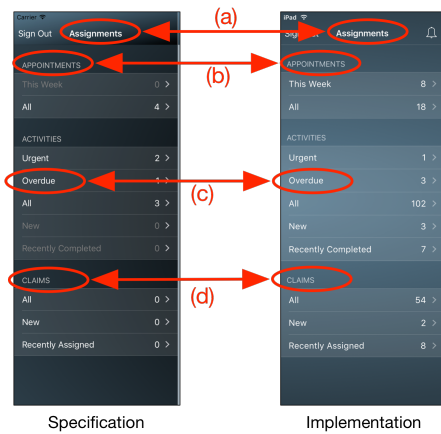 (a)
Carrier
iPad
Sign Out Assignments
Assignments
(b)
APPOINTMENTS
APPOINTMENTS
This Week 0 >
This Week 8 >
All 4 >
All 18 >
ACTIVITIES
ACTIVITIES
Urgent 2 >
Urgent 1 >
(c)
Overdue
Overdue 3 >
All 3 >
All 102 >
New 0 >
New 3 >
Recently Completed 0 >
Recently Completed 7 >
(d)
CLAIMS
CLAIMS
All 0 >
All 54 >
New 0 >
New 2 >
Recently Assigned 0 >
Recently Assigned 8 >
Specification
Implementation